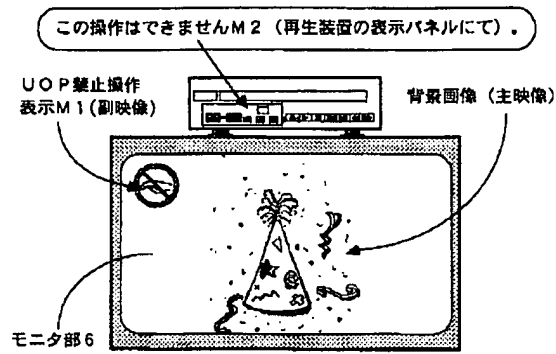 この操作はできませんM2（再生装置の表示パネルにて）.
UOP禁止操作
表示M1(副映像)
背景画像（主映像）
モニタ部6